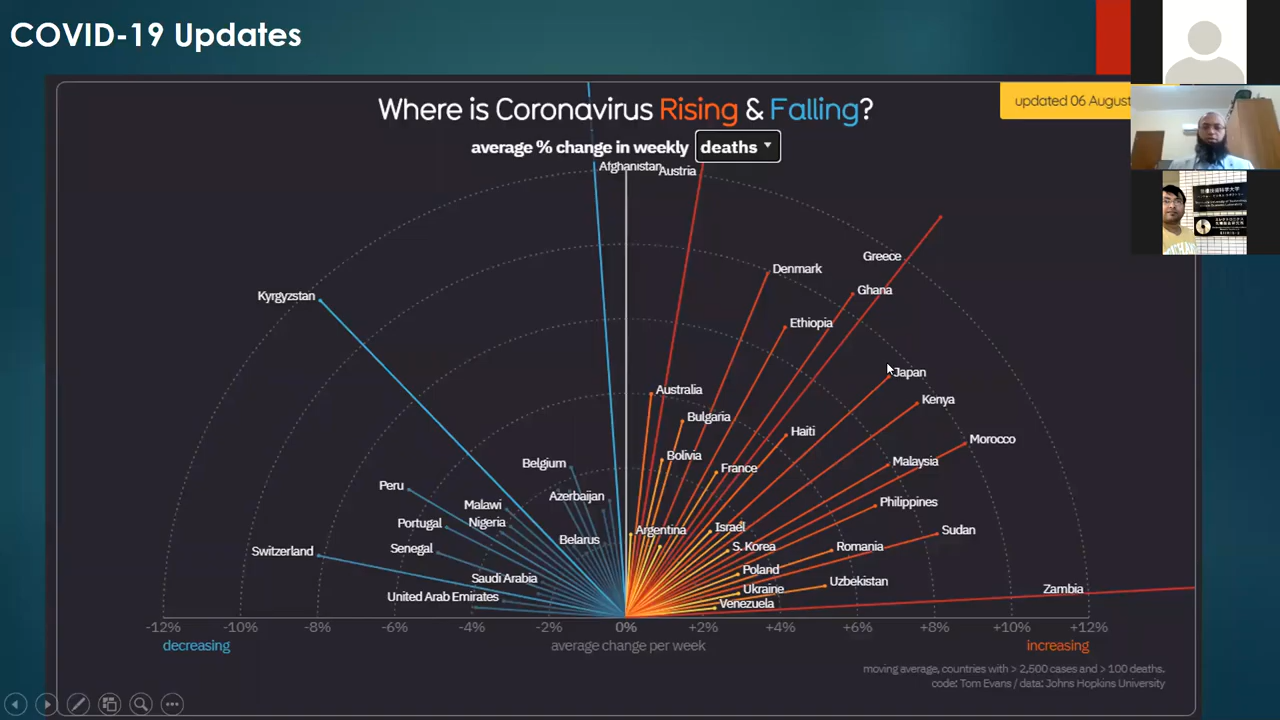 COVID-19 Updates
Where is Coronavirus Rising & Falling?
updated 06 August
average % change in weekly deaths
Afghanistan
Austria
Greece
Denmark
Ghana
Kyrgyzstan
Ethiopia
Japan
Australia
Kenya
Bulgaria
Haiti
Morocco
Bolivia
Belgium
Malaysia
France
Peru
Azerbaijan
Malawi
Philippines
Nigeria
Portugal
Argentina
Israel
Sudan
Belarus
S. Korea
Romania
Senegal
Switzerland
Poland
Saudi Arabia
Uzbekistan
Ukraine
Zambia
United Arab Emirates
Venezuela
-12% -10% -8% -6% -4% -2% 0% +2% +4% +6% +8% +10% +12%
decreasing average change per week increasing
moving average, countries with > 2,500 cases and > 100 deaths.
code: Tom Evans / data: Johns Hopkins University